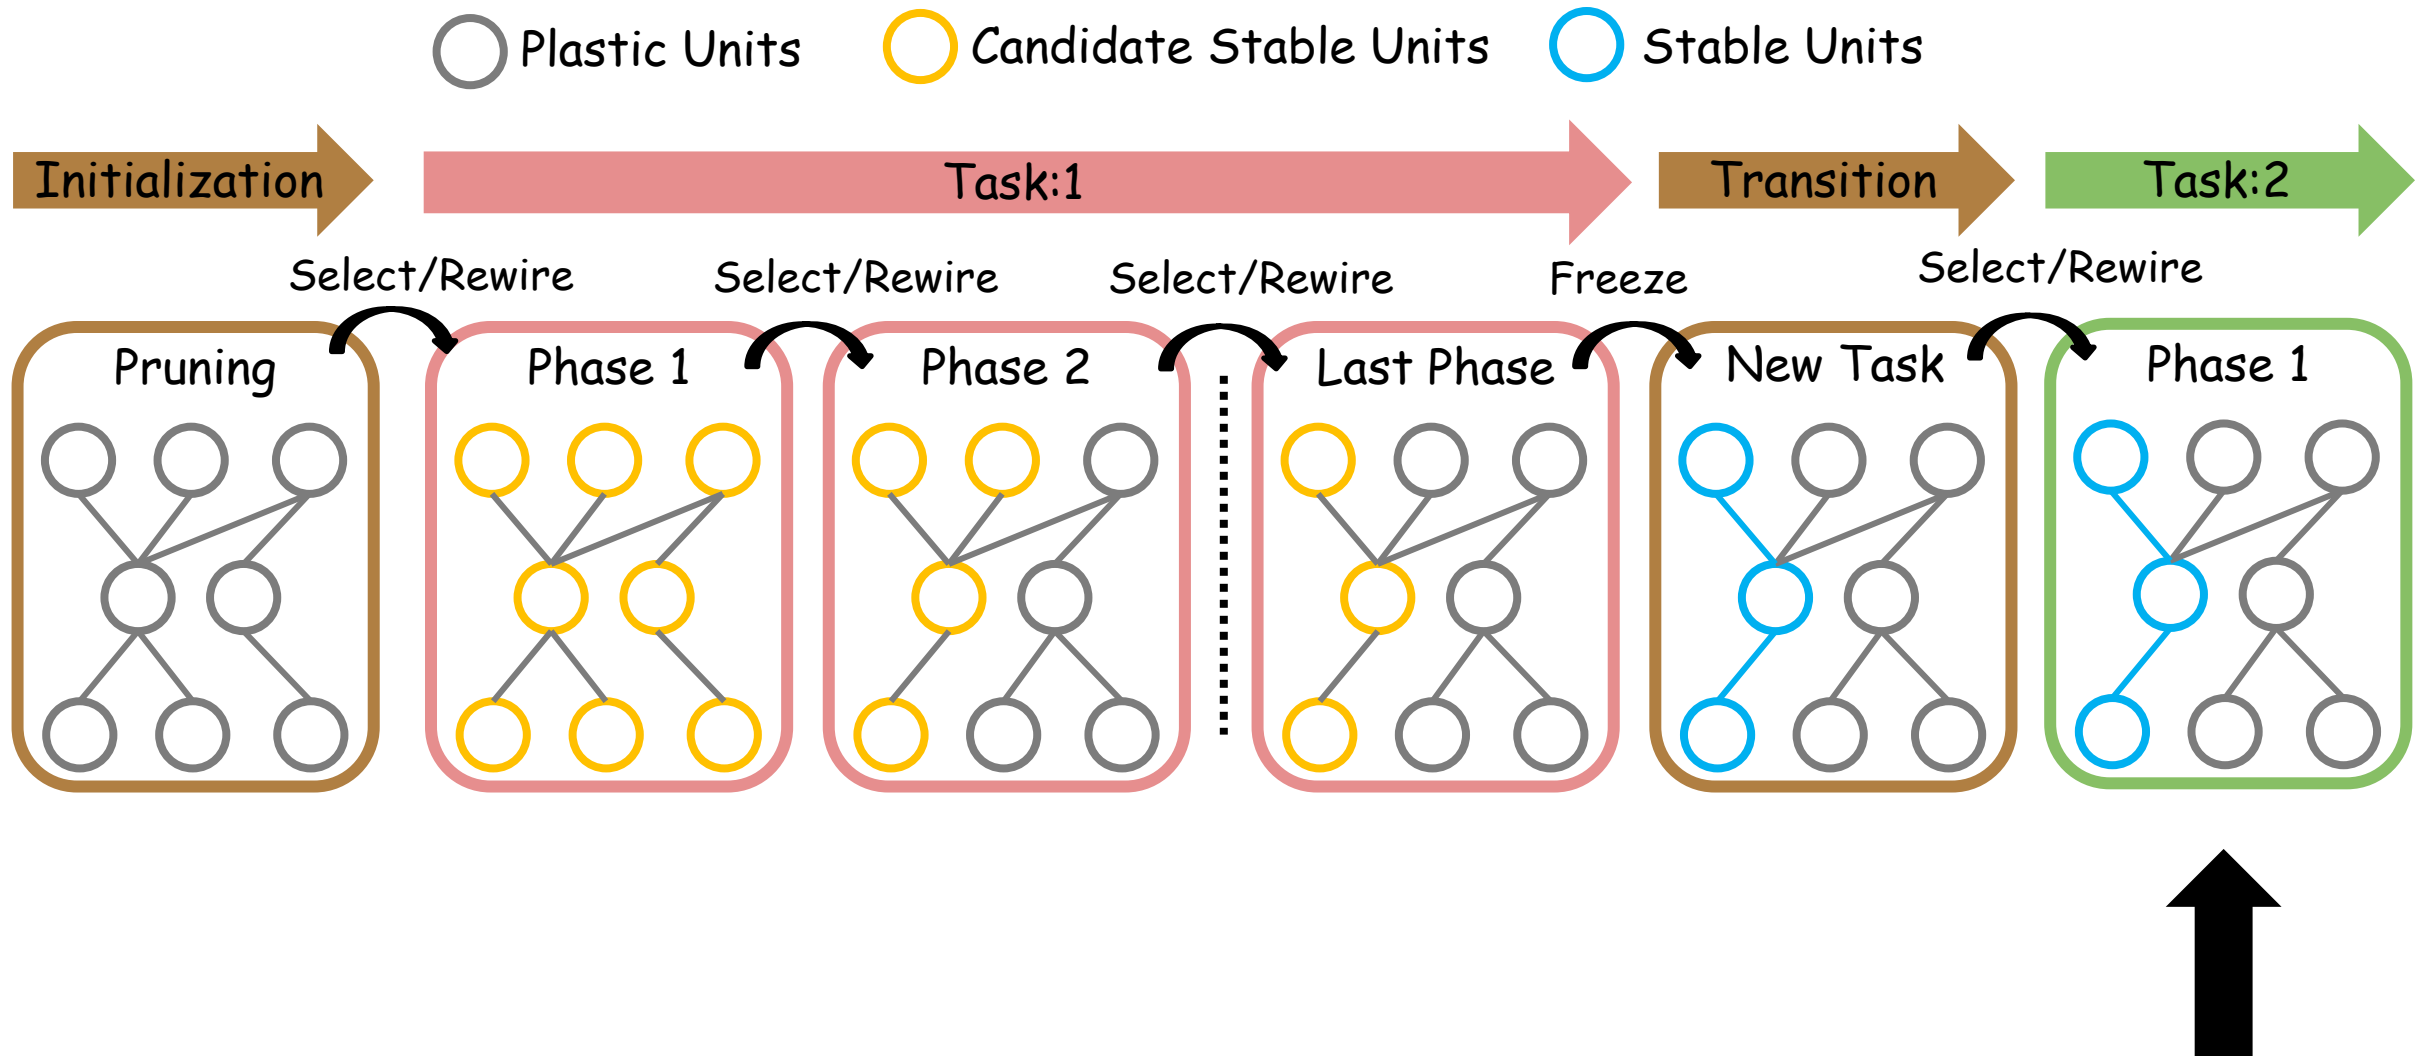 Plastic Units
Candidate Stable Units
Stable Units
Initialization
Task:1
Transition
Task:2
Select/Rewire
Select/Rewire
Select/Rewire
Freeze
Select/Rewire
Pruning
Phase 1
Phase 2
Last Phase
New Task
Phase 1